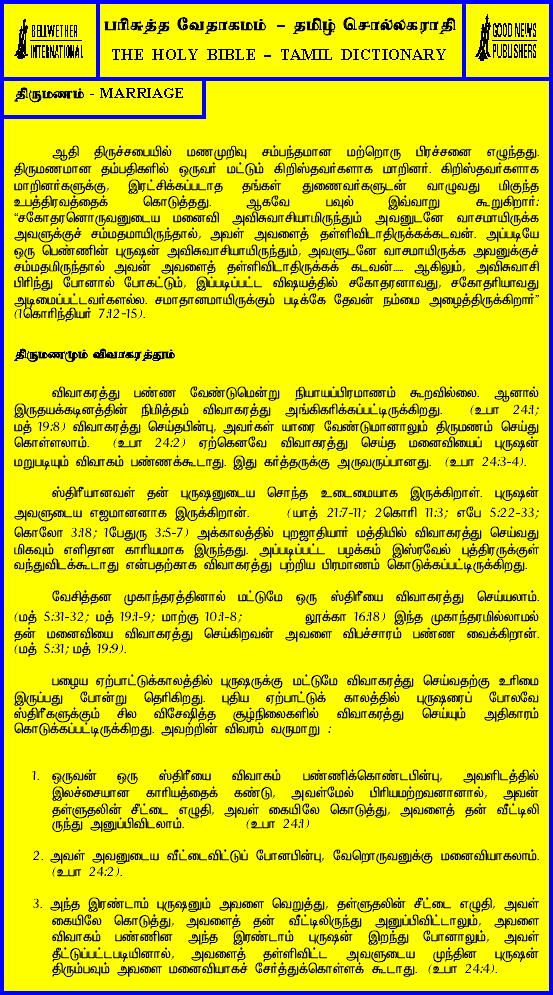 BELLWETHER
INTERNATIONAL
பரிசுத்த வேதாகமம் – தமிழ் சொல்லகராதி
THE HOLY BIBLE – TAMIL DICTIONARY
GOOD NEWS
PUBLISHERS
திருமணம் - MARRIAGE
ஆதி திருச்சபையில் மணமுறிவு சம்பந்தமான மற்றொரு பிரச்சனை எழுந்தது.
திருமணமான தம்பதிகளில் ஒருவர் மட்டும் கிறிஸ்தவர்களாக மாறினர். கிறிஸ்தவர்களாக
மாறினர்களுக்கு, இரட்சிக்கப்படாத தங்கள் துணைவர்களுடன் வாழுவது மிகுந்த
உபத்திரவத்தைக் கொடுத்தது. ஆகவே பவுல் இவ்வாறு கூறுகிறார்:
“சகோதரனொருவனுடைய மனைவி அவிசுவாசியாமிருந்தும் அவனுடனே வாசமாயிருக்க
அவளுக்குச் சம்மதமாயிருந்தால், அவள் அவளைத் தள்ளிவிடாதிருக்கக்கடவன். அப்படியே
ஒரு பெண்ணின் புருஷன் அவிசுவாசியாயிருந்தும், அவளுடனே வாசமாயிருக்க அவனுக்குச்
சம்மதமிருந்தால் அவன் அவளைத் தள்ளிவிடாதிருக்கக் கடவன்..... ஆகிலும், அவிசுவாசி
பிரிந்து போனால் போகட்டும், இப்படிப்பட்ட விஷயத்தில் சகோதரனாவது, சகோதரியாவது
அடிமைப்பட்டவர்களல்ல. சமாதானமாயிருக்கும் படிக்கே தேவன் நம்மை அழைத்திருக்கிறார்”
(1கொரிந்தியர் 7:12-15).
திருமணமும் விவாகரத்தும்
விவாகரத்து பண்ண வேண்டுமென்று நியாயப்பிரமாணம் கூறவில்லை. ஆனால்
இருதயக்கடினத்தின் நிமித்தம் விவாகரத்து அங்கிகரிக்கப்பட்டிருக்கிறது. (உபா 24:1;
மத் 19:8) விவாகரத்து செய்தபின்பு, அவர்கள் யாரை வேண்டுமானாலும் திருமணம் செய்து
கொள்ளலாம். (உபா 24:2) ஏற்கெனவே விவாகரத்து செய்த மனைவியைப் புருஷன்
மறுபடியும் விவாகம் பண்ணக்கூடாது. இது கர்த்தருக்கு அருவருப்பானது. (உபா 24:3-4).
ஸ்திரீயானவள் தன் புருஷனுடைய சொந்த உடைமையாக இருக்கிறாள். புருஷன்
அவளுடைய எஜமானனாக இருக்கிறான். (யாத் 21:7-11; 2கொரி 11:3; எபே 5:22-33;
கொலோ 3:18; 1பேதுரு 3:5-7) அக்காலத்தில் புறஜாதியார் மத்தியில் விவாகரத்து செய்வது
மிகவும் எளிதான காரியமாக இருந்தது. அப்படிப்பட்ட பழக்கம் இஸ்ரவேல் புத்திரருக்குள்
வந்துவிடக்கூடாது என்பதற்காக விவாகரத்து பற்றிய பிரமாணம் கொடுக்கப்பட்டிருக்கிறது.
வேசித்தன முகாந்தரத்தினால் மட்டுமே ஒரு ஸ்திரீயை விவாகரத்து செய்யலாம்.
(மத் 5:31-32; மத் 19:1-9; மாற்கு 10:1-8; லூக்கா 16:18) இந்த முகாந்தரமில்லாமல்
தன் மனைவியை விவாகரத்து செய்கிறவன் அவளை விபச்சாரம் பண்ண வைக்கிறான்.
(மத் 5:31; மத் 19:9).
பழைய ஏற்பாட்டுக்காலத்தில் புருஷருக்கு மட்டுமே விவாகரத்து செய்வதற்கு உரிமை
இருப்பது போன்று தெரிகிறது. புதிய ஏற்பாட்டுக் காலத்தில் புருஷரைப் போலவே
ஸ்திரீகளுக்கும் சில விசேஷித்த சூழ்நிலைகளில் விவாகரத்து செய்யும் அதிகாரம்
கொடுக்கப்பட்டிருக்கிறது. அவற்றின் விவரம் வருமாறு :
1. ஒருவன் ஒரு ஸ்திரீயை விவாகம் பண்ணிக்கொண்டபின்பு, அவளிடத்தில்
இலச்சையான காரியத்தைக் கண்டு, அவள்மேல் பிரியமற்றவனானால், அவன்
தள்ளுதலின் சீட்டை எழுதி, அவள் கையிலே கொடுத்து, அவளைத் தன் வீட்டிலி
ருந்து அனுப்பிவிடலாம். (உபா 24:1)
2. அவள் அவனுடைய வீட்டைவிட்டுப் போனபின்பு, வேறொருவனுக்கு மனைவியாகலாம்.
(உபா 24:2).
3. அந்த இரண்டாம் புருஷனும் அவளை வெறுத்து, தள்ளுதலின் சீட்டை எழுதி, அவள்
கையிலே கொடுத்து, அவளைத் தன் வீட்டிலிருந்து அனுப்பிவிட்டாலும், அவளை
விவாகம் பண்ணின அந்த இரண்டாம் புருஷன் இறந்து போனாலும், அவள்
தீட்டுப்பட்டபடியினால், அவளைத் தள்ளிவிட்ட அவளுடைய முந்தின புருஷன்
திரும்பவும் அவளை மனைவியாகச் சேர்த்துக்கொள்ளக் கூடாது. (உபா 24:4).